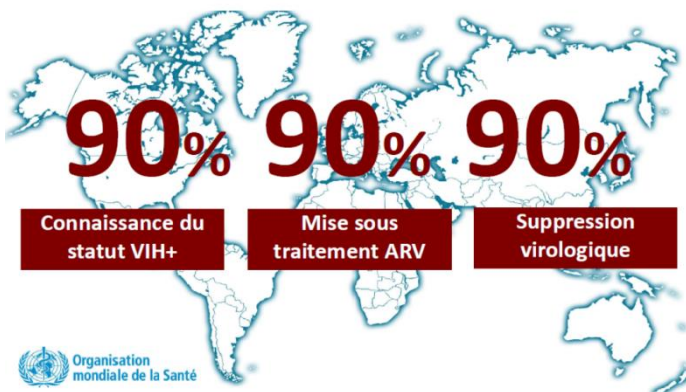 90% 90% 90%
Connaissance du
statut VIH+
Mise sous
traitement ARV
Suppression
virologique
Organisation
mondiale de la Santé